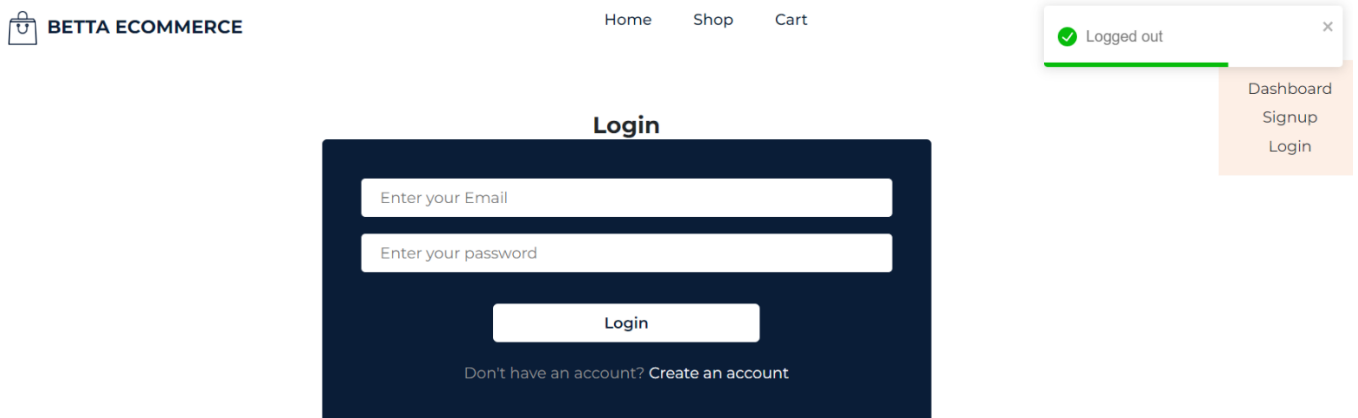 BETTA ECOMMERCE
Home Shop Cart
Logged out
Dashboard
Signup
Login
Login
Enter your Email
Enter your password
Login
Don't have an account? Create an account